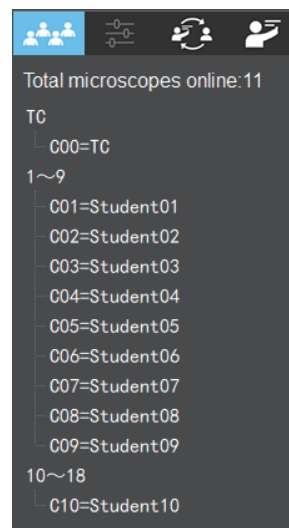 Total microscopes online:11
TC
C00=TC
1～9
C01=Student01
C02=Student02
C03=Student03
C04=Student04
C05=Student05
C06=Student06
C07=Student07
C08=Student08
C09=Student09
10～18
C10=Student10